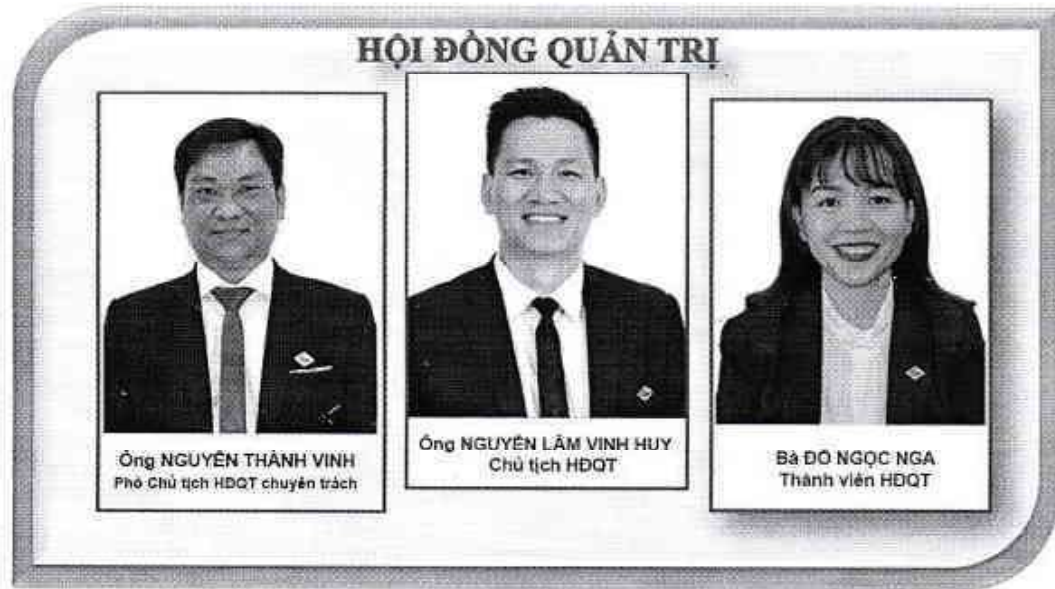 HỘI ĐỒNG QUẢN TRỊ
Ông NGUYỄN THÀNH VINH
Phó Chủ tịch HĐQT chuyên trách
Ông NGUYỄN LÂM VINH HUY
Chủ tịch HĐQT
Bà ĐỖ NGỌC NGA
Thành viên HĐQT